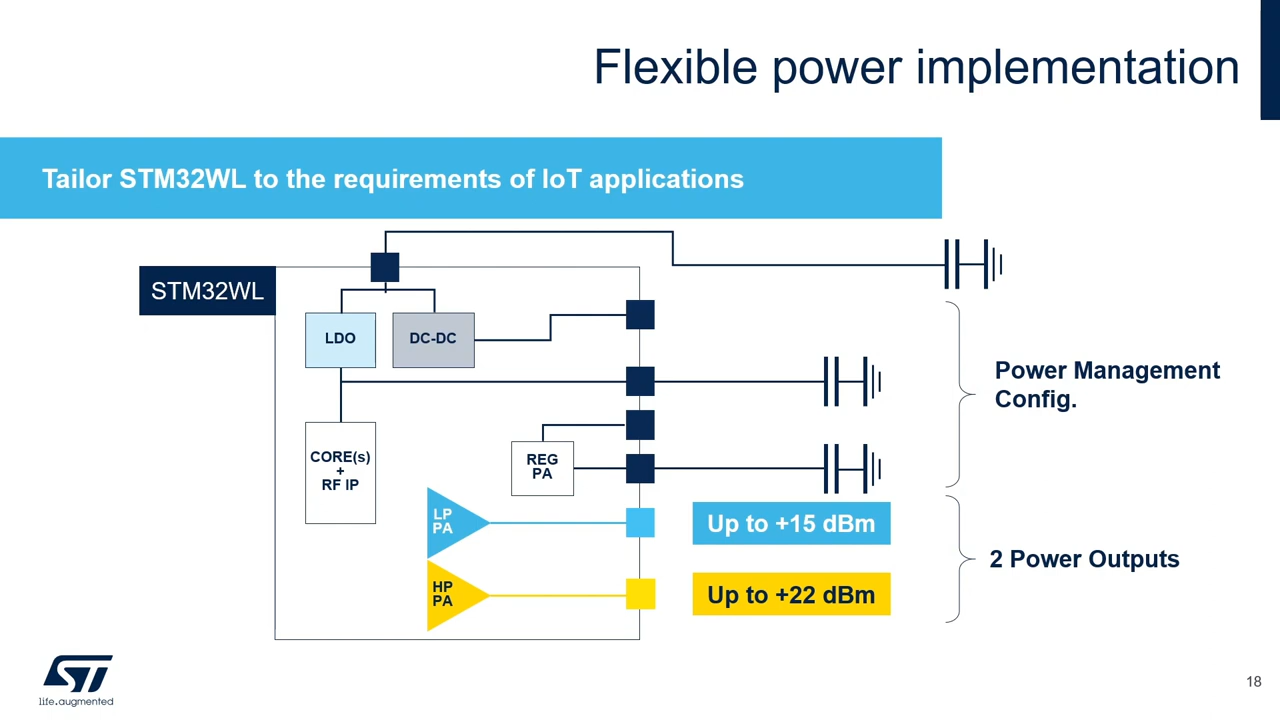 Flexible power implementation
Tailor STM32WL to the requirements of IoT applications
STM32WL
LDO
DC-DC
Power Management
Config.
CORE(s)
+
RF IP
REG
PA
LP
PA
Up to +15 dBm
2 Power Outputs
HP
PA
Up to +22 dBm
ST
life.augmented
18